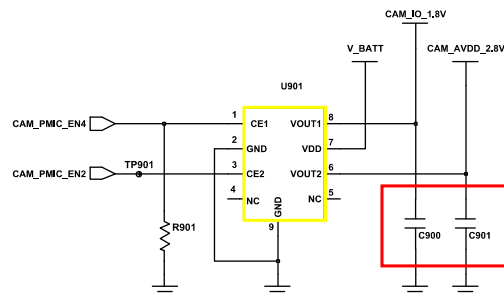 CAM_IO_1.8V
V_BATT CAM_AVDD_2.8V
U901
CAM_PMIC_EN4 1 CE1 VOUT1 8
2 GND VDD 7
CAM_PMIC_EN2 TP901 3 CE2 VOUT2 6
4 NC GND NC 5
9
R901 C900 C901